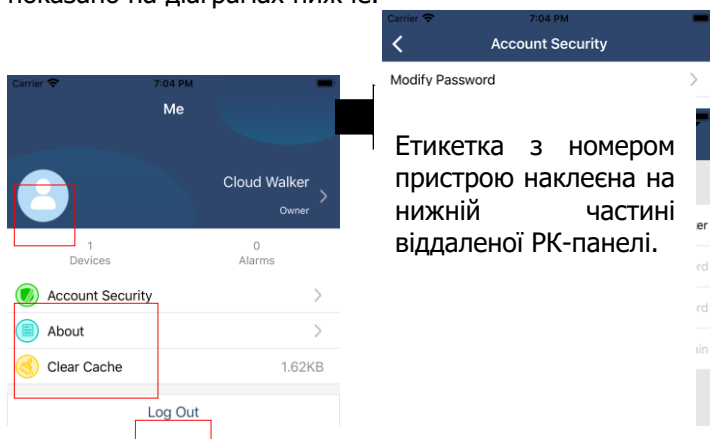 показано на діаграмах нижче.
Carrier 7:04 PM
Me
Cloud Walker
Owner
1
Devices
0
Alarms
Account Security
About
Clear Cache 1.62KB
Log Out
Carrier 7:04 PM
Account Security
Modify Password
Етикетка з номером
пристрою наклеєна на
нижній частині
віддаленої РК-панелі.